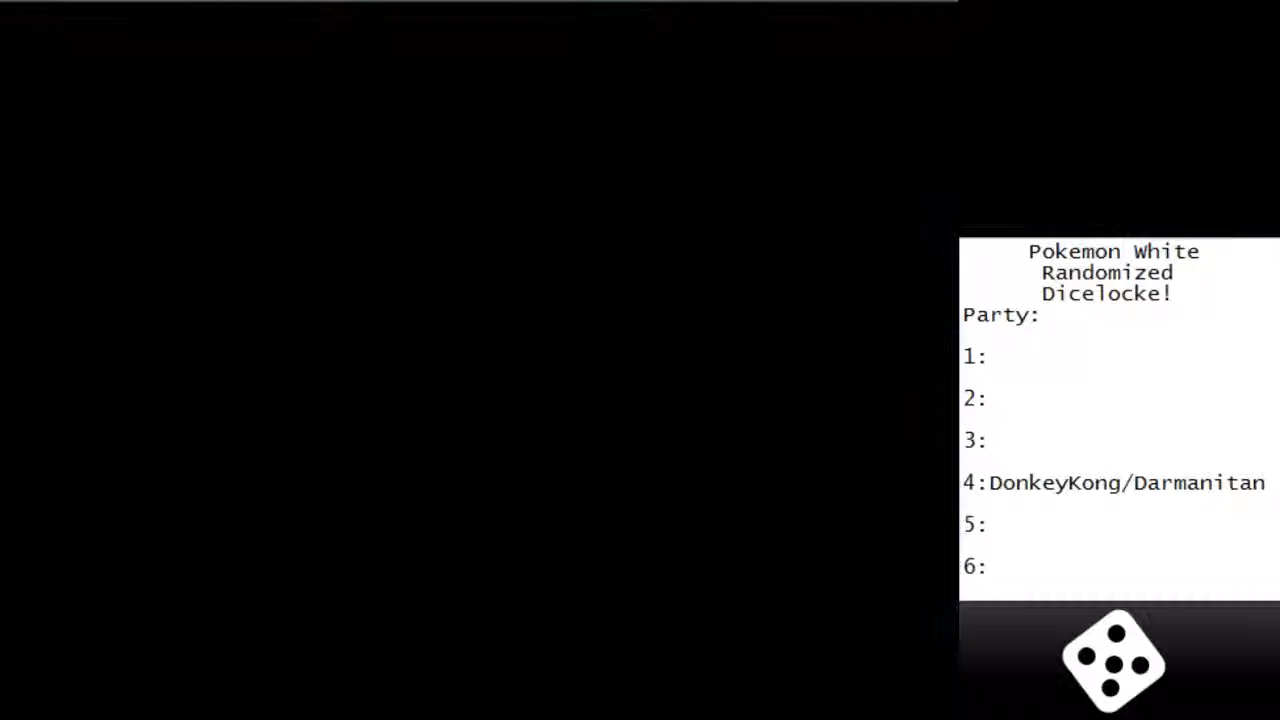 Pokemon White
Randomized
Dicelocke!
Party:
1:
2:
3:
4:DonkeyKong/Darmanitan
5:
6: